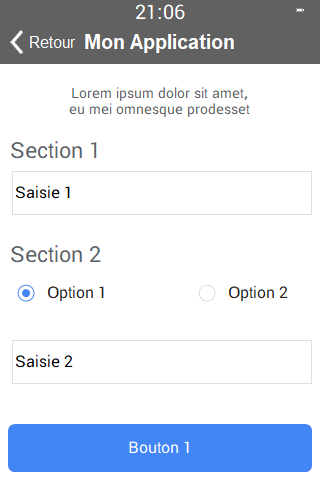 21:06
Retour Mon Application
Lorem ipsum dolor sit amet,
eu mei omnesque prodesset
Section 1
Saisie 1
Section 2
Option 1 Option 2
Saisie 2
Bouton 1